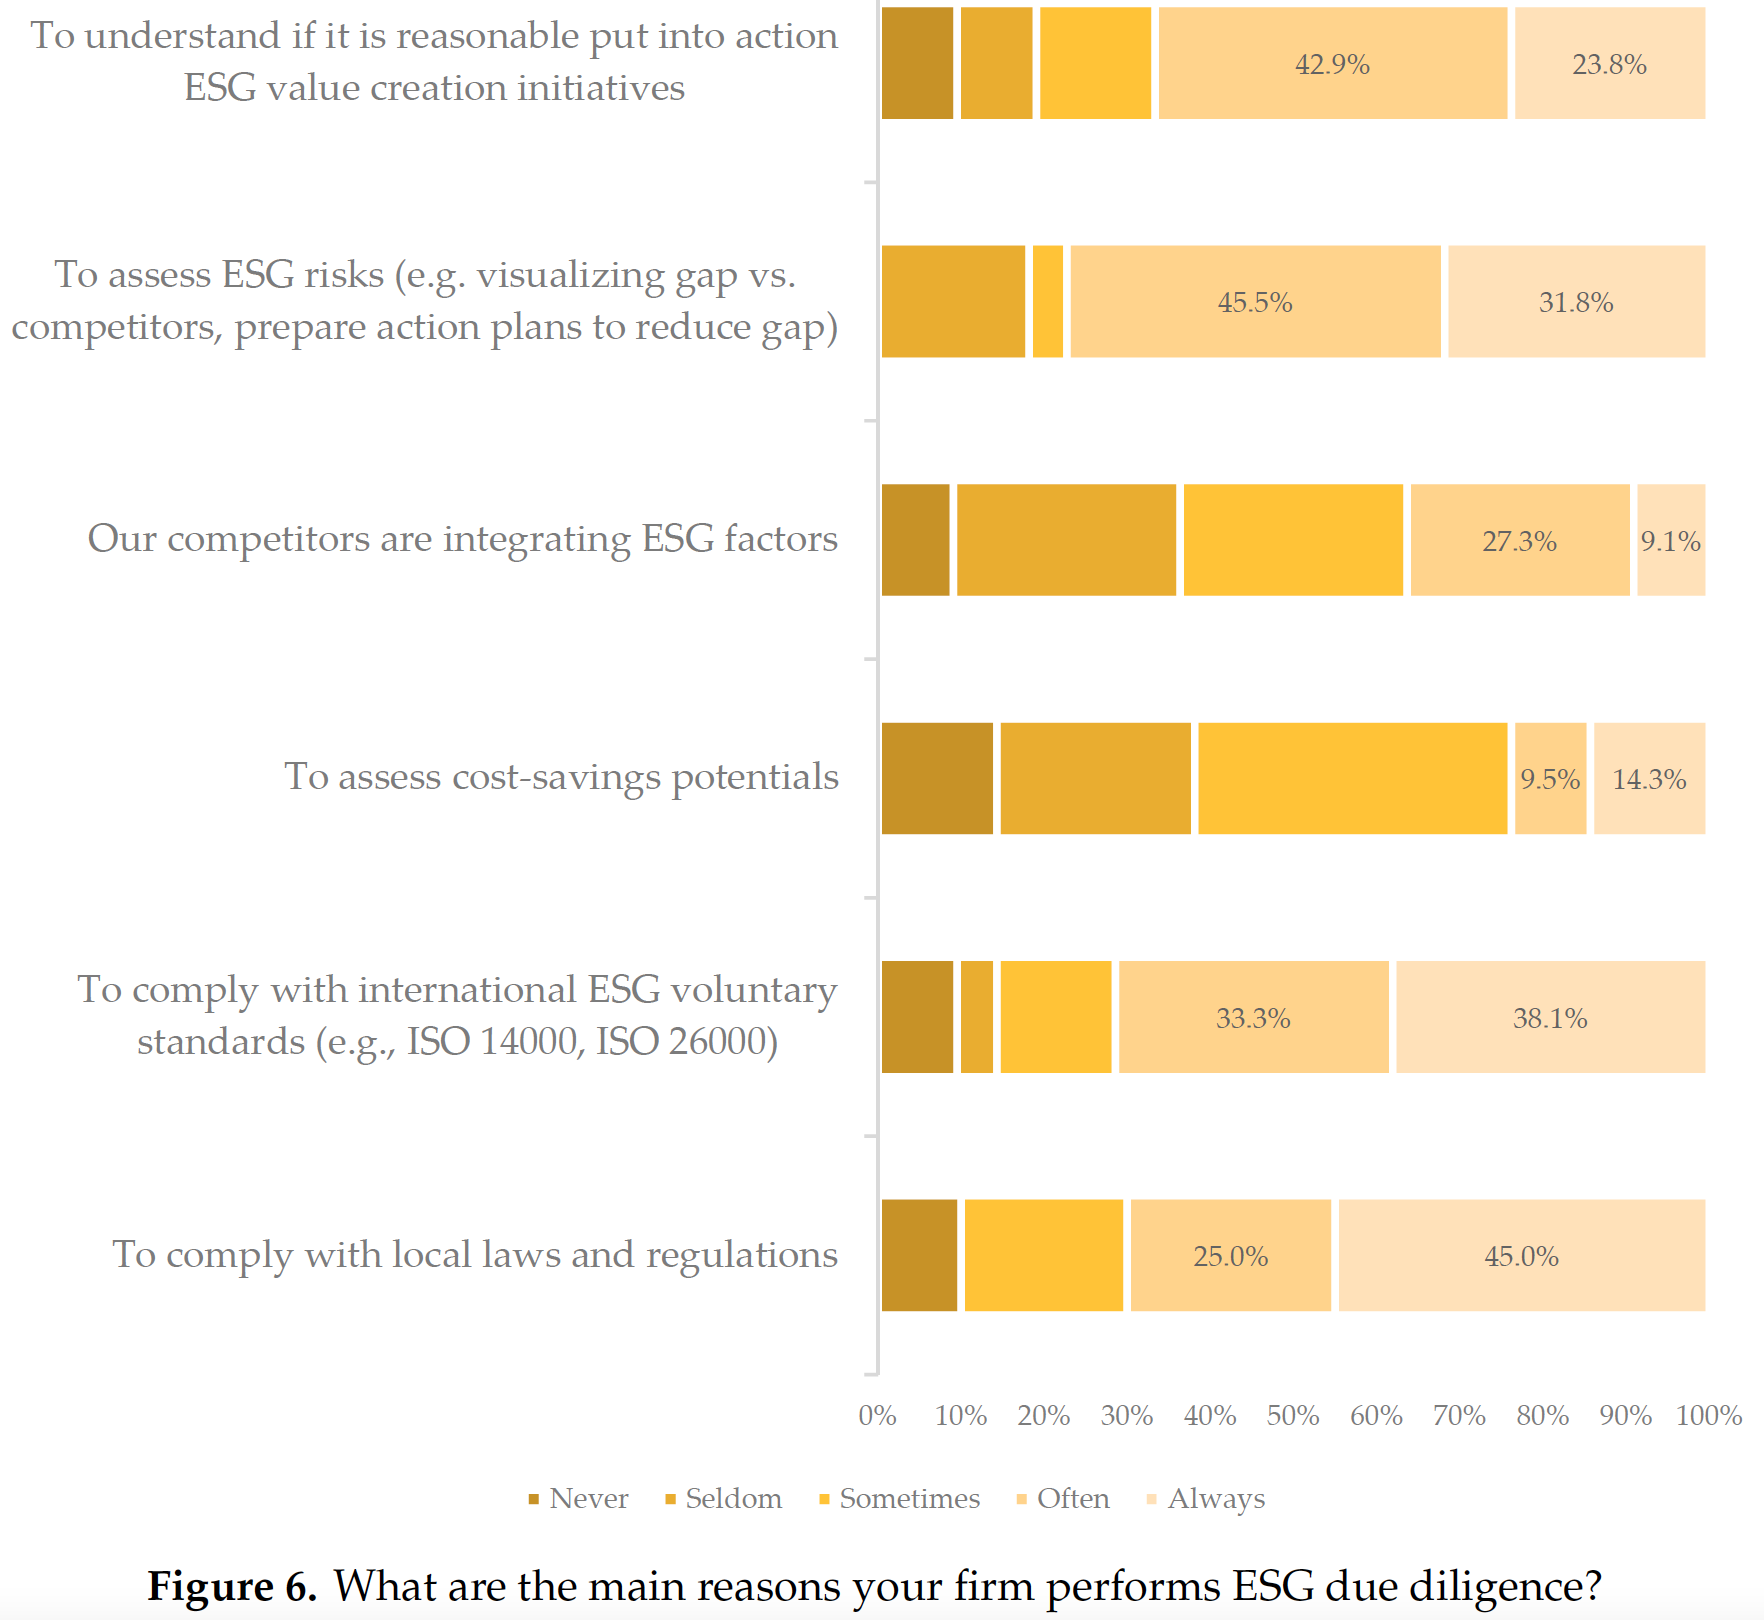 To understand if it is reasonable put into action
ESG value creation initiatives
42.9%
23.8%
To assess ESG risks (e.g. visualizing gap vs.
competitors, prepare action plans to reduce gap)
45.5%
31.8%
Our competitors are integrating ESG factors
27.3%
9.1%
To assess cost-savings potentials
9.5%
14.3%
To comply with international ESG voluntary
standards (e.g., ISO 14000, ISO 26000)
33.3%
38.1%
To comply with local laws and regulations
25.0%
45.0%
0% 10% 20% 30% 40% 50% 60% 70% 80% 90% 100%
Never Seldom Sometimes Often Always
Figure 6. What are the main reasons your firm performs ESG due diligence?